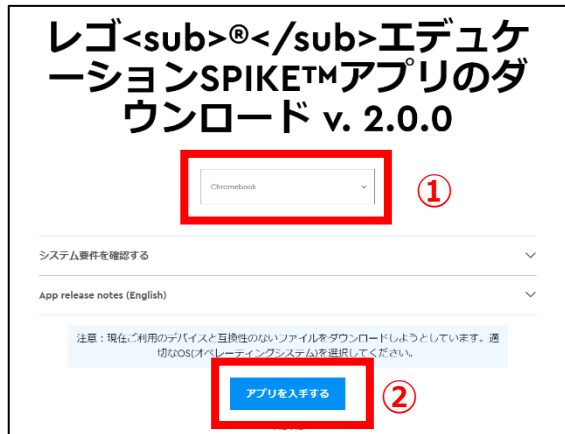 レゴ<sub>®</sub>エデュケ
ーションSPIKE™アプリのダ
ウンロード v. 2.0.0
Chromebook
①
システム要件を確認する
App release notes (English)
注意：現在ご利用のデバイスと互換性のないファイルをダウンロードしようとしています。適
切なOS(オペレーティングシステム)を選択してください。
アプリを入手する
②